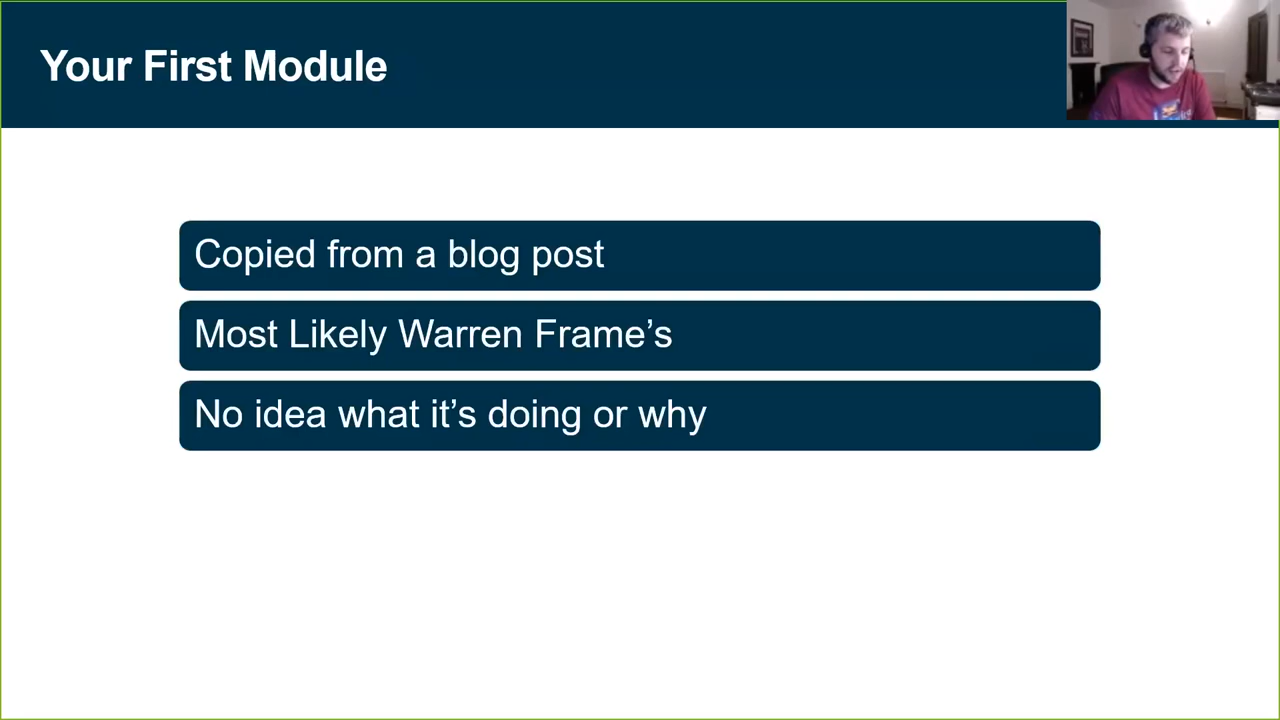 Your First Module
Copied from a blog post
Most Likely Warren Frame’s
No idea what it’s doing or why